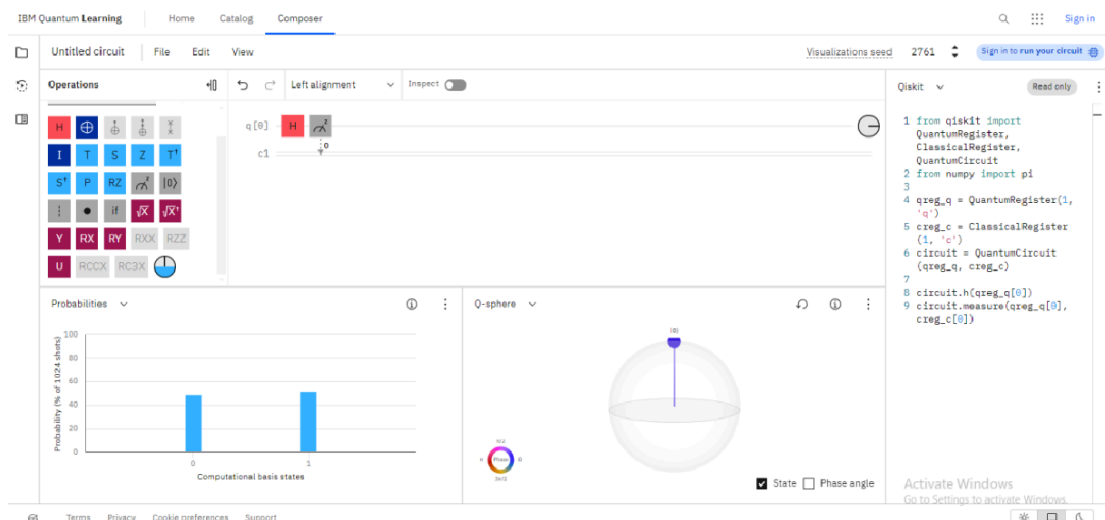 IBM Quantum Learning Home Catalog Composer Sign in
Untitled circuit File Edit View Visualizations seed 2761 Sign in to run your circuit
Operations Left alignment Inspect Qiskit Read only
q[0] H z
c1 0
H
I T S Z T†
S† P RZ z |0⟩
if √X √X†
Y RX RY RXX RZZ
U RCCX RC3X
1 from qiskit import
QuantumRegister,
ClassicalRegister,
QuantumCircuit
2 from numpy import pi
3
4 qreg_q = QuantumRegister(1,
'q')
5 creg_c = ClassicalRegister
(1, 'c')
6 circuit = QuantumCircuit
(qreg_q, creg_c)
7
8 circuit.h(qreg_q[0])
9 circuit.measure(qreg_q[0],
creg_c[0])
Probabilities
Probability (% of 1024 shots)
100
80
60
40
20
0
0 1
Computational basis states
Q-sphere
|0⟩
π/2
π Phase 0
3π/2
State Phase angle
Activate Windows
Go to Settings to activate Windows.
Terms Privacy Cookie preferences Support